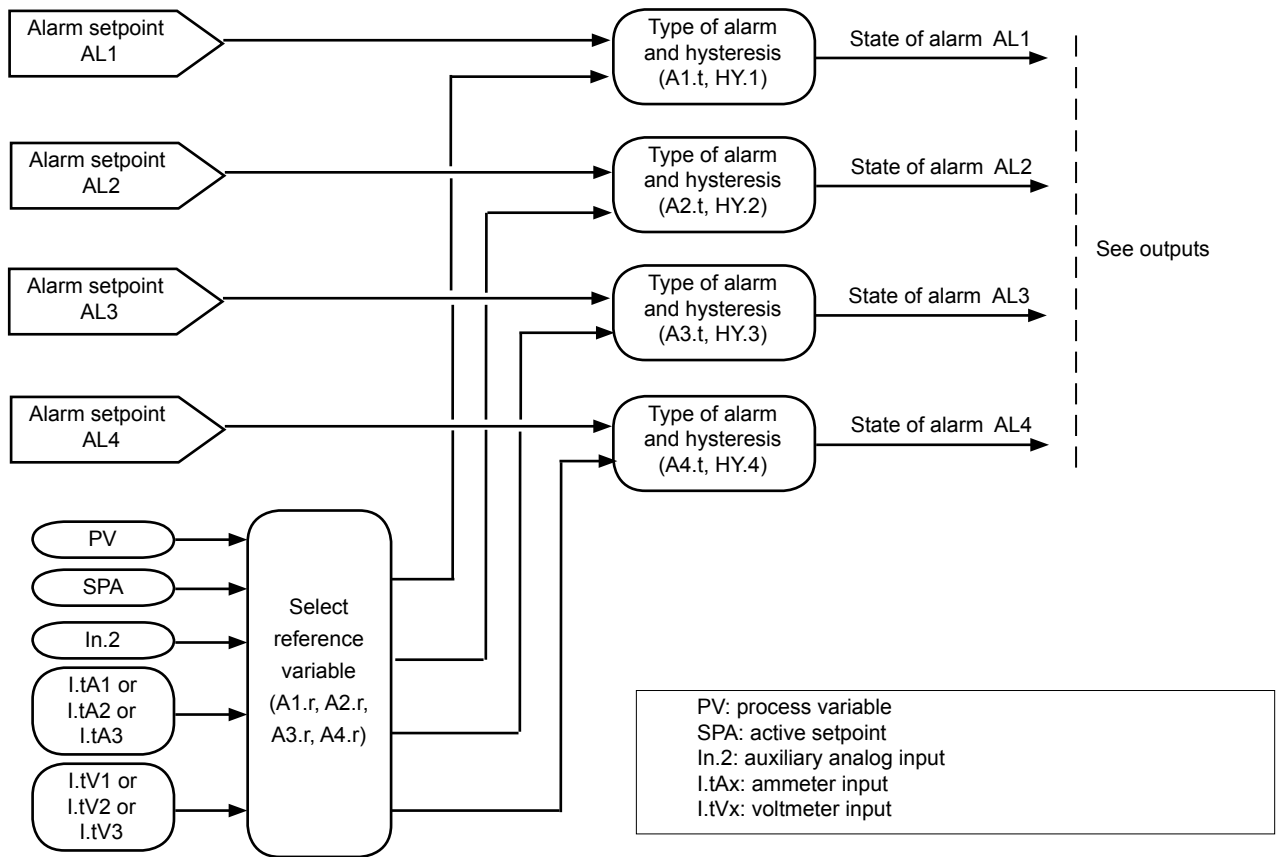 Alarm setpoint
AL1
Type of alarm
and hysteresis
(A1.t, HY.1)
State of alarm AL1
Alarm setpoint
AL2
Type of alarm
and hysteresis
(A2.t, HY.2)
State of alarm AL2
See outputs
Alarm setpoint
AL3
Type of alarm
and hysteresis
(A3.t, HY.3)
State of alarm AL3
Alarm setpoint
AL4
Type of alarm
and hysteresis
(A4.t, HY.4)
State of alarm AL4
PV
SPA
In.2
I.tA1 or
I.tA2 or
I.tA3
I.tV1 or
I.tV2 or
I.tV3
Select
reference
variable
(A1.r, A2.r,
A3.r, A4.r)
PV: process variable
SPA: active setpoint
In.2: auxiliary analog input
I.tAx: ammeter input
I.tVx: voltmeter input